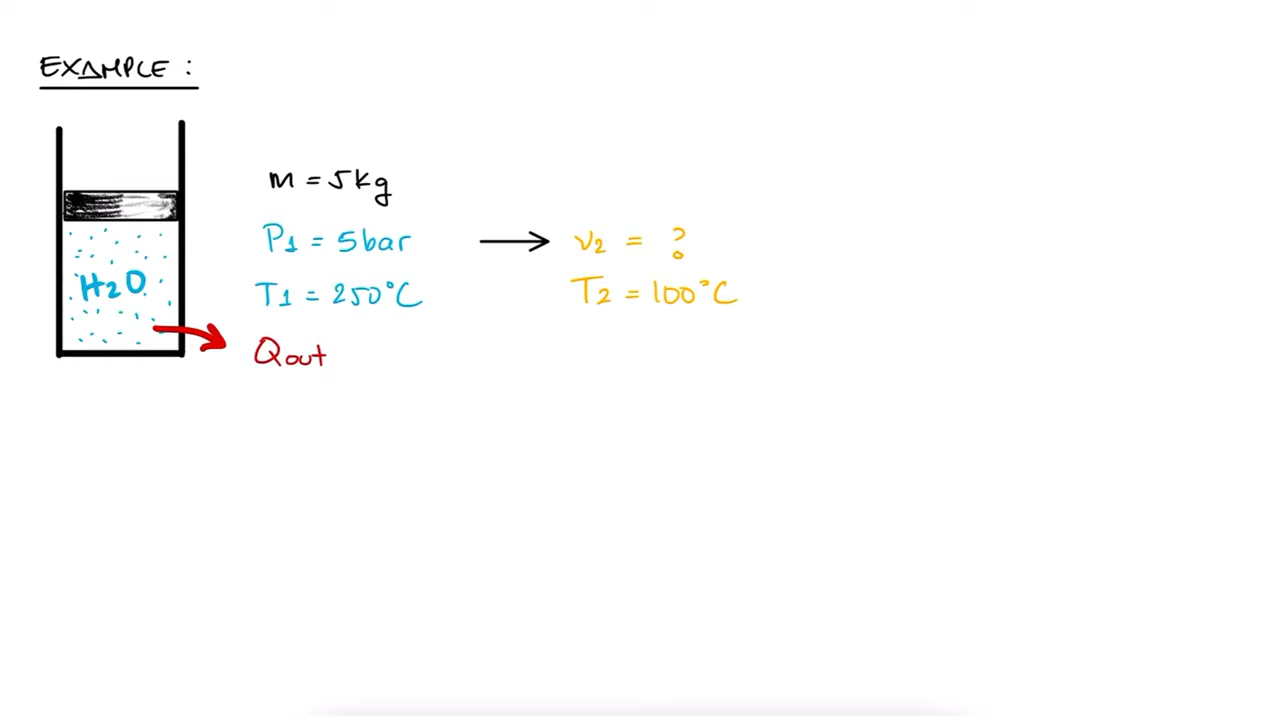 EXAMPLE:
m = 5kg
P1 = 5bar → v2 = ?
H2O T1 = 250°C T2 = 100°C
Qout